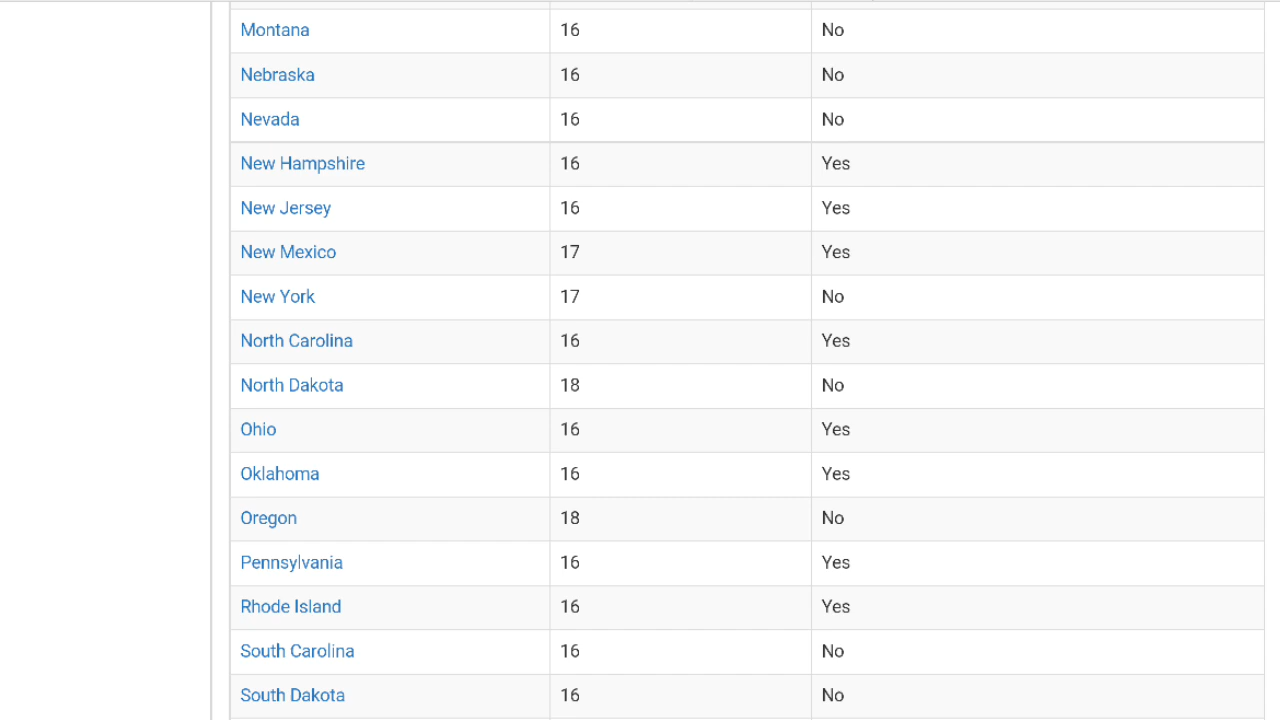 Montana 16 No
Nebraska 16 No
Nevada 16 No
New Hampshire 16 Yes
New Jersey 16 Yes
New Mexico 17 Yes
New York 17 No
North Carolina 16 Yes
North Dakota 18 No
Ohio 16 Yes
Oklahoma 16 Yes
Oregon 18 No
Pennsylvania 16 Yes
Rhode Island 16 Yes
South Carolina 16 No
South Dakota 16 No